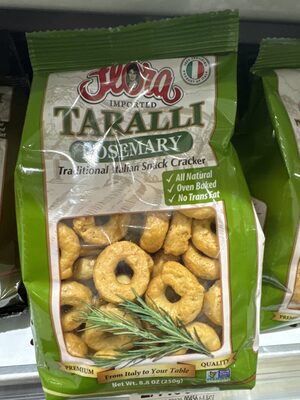 Flora
IMPORTED
TARALLI
ROSEMARY
Traditional Italian Snack Cracker
✓ All Natural
✓ Oven Baked
✓ No Trans Fat
PREMIUM
From Italy to Your Table
QUALITY
Net Wt. 8.8 oz (250g)